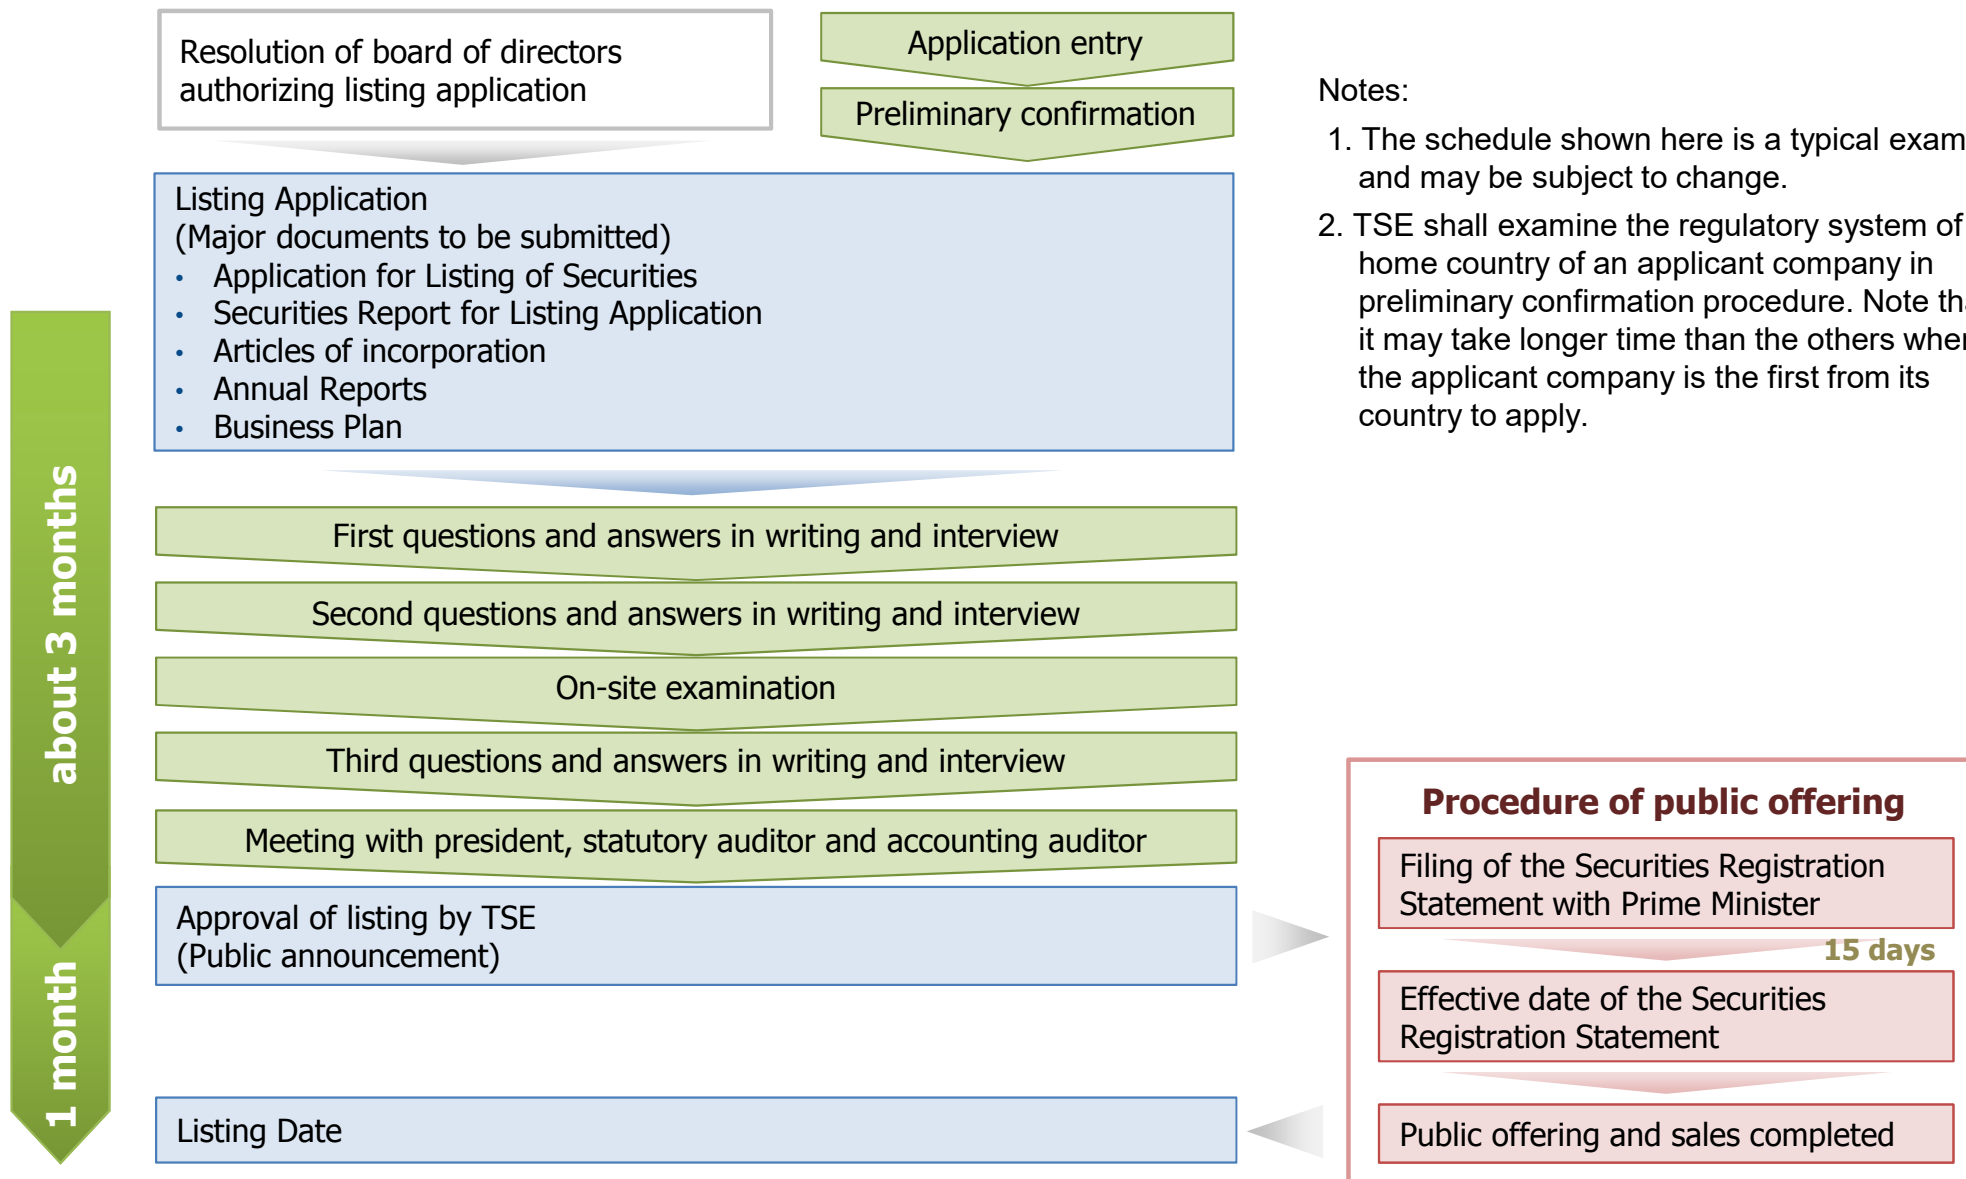 Resolution of board of directors
authorizing listing application
Application entry
Preliminary confirmation
Listing Application
(Major documents to be submitted)
• Application for Listing of Securities
• Securities Report for Listing Application
• Articles of incorporation
• Annual Reports
• Business Plan
First questions and answers in writing and interview
Second questions and answers in writing and interview
On-site examination
Third questions and answers in writing and interview
Meeting with president, statutory auditor and accounting auditor
Approval of listing by TSE
(Public announcement)
Listing Date
about 3 months
1 month
Notes:
1. The schedule shown here is a typical exam
and may be subject to change.
2. TSE shall examine the regulatory system of
home country of an applicant company in
preliminary confirmation procedure. Note tha
it may take longer time than the others when
the applicant company is the first from its
country to apply.
Procedure of public offering
Filing of the Securities Registration
Statement with Prime Minister
15 days
Effective date of the Securities
Registration Statement
Public offering and sales completed